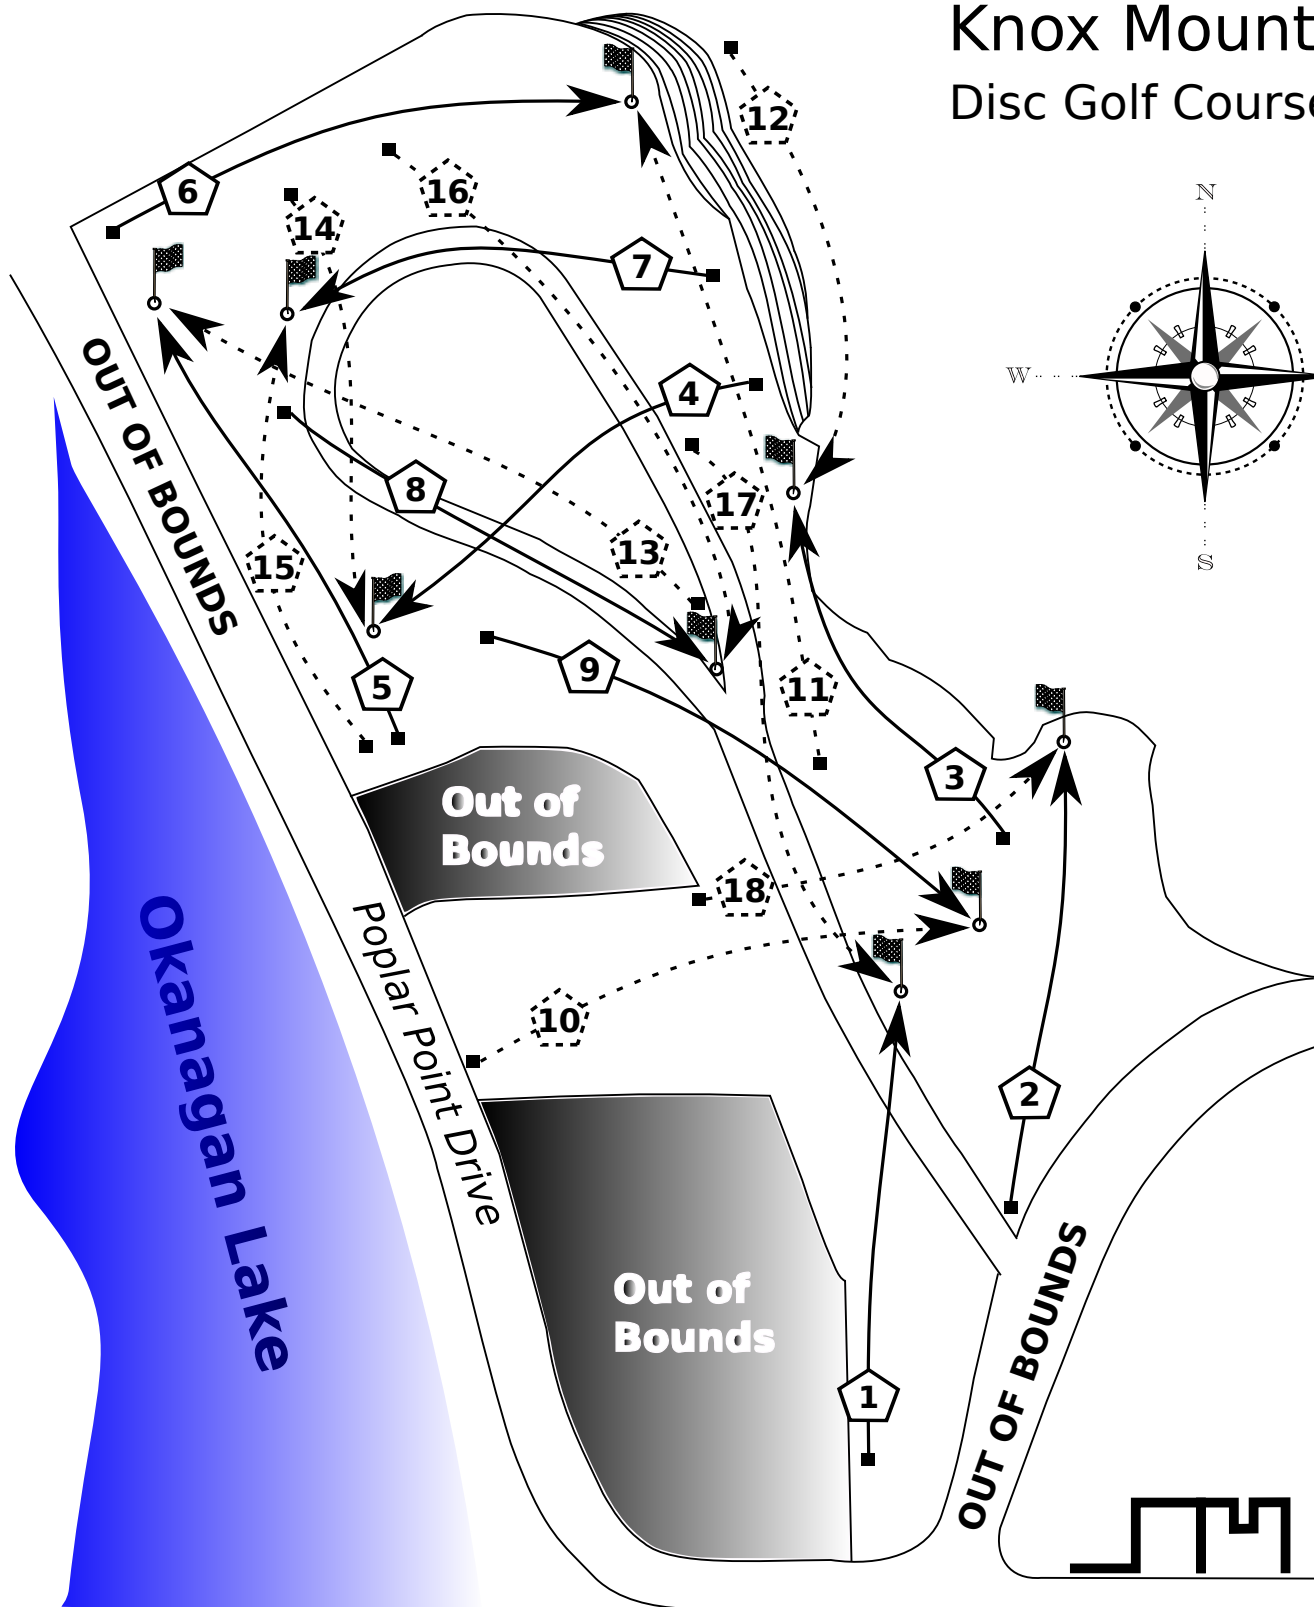 Knox Mount
Disc Golf Course
N
W
S
12
6
16
14
7
4
8
17
13
15
OUT OF BOUNDS
5
9
11
3
Out of
Bounds
18
10
2
Okanagan Lake
Poplar Point Drive
Out of
Bounds
1
OUT OF BOUNDS